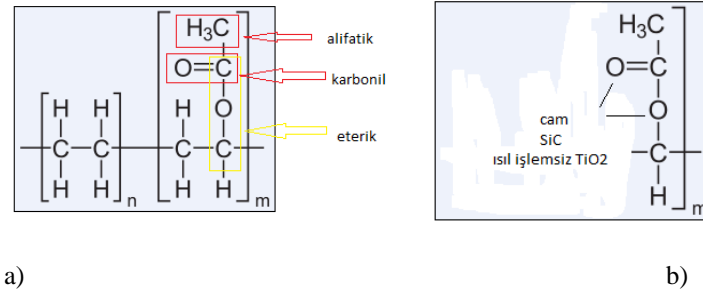 H₃C
alifatik
O=C
karbonil
H H H O
eterik
C C C C
H H H H
n m
H₃C
O=C
cam
O
SiC
ısıl işlemsiz TiO2
C
H
m
a) b)